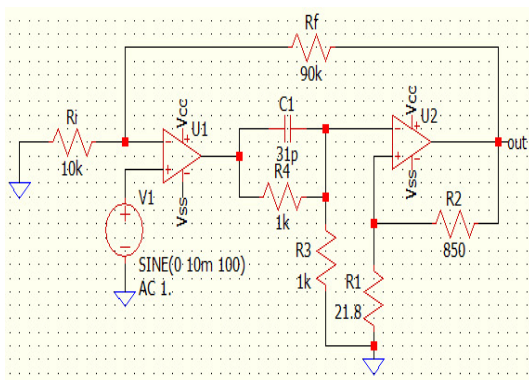 Rf
90k
Ri
10k
Vcc
U1
-
+
Vss
C1
31p
R4
1k
Vcc
U2
-
+
Vss
out
V1
+
-
SINE(0 10m 100)
AC 1.
R3
1k
R1
21.8
R2
850